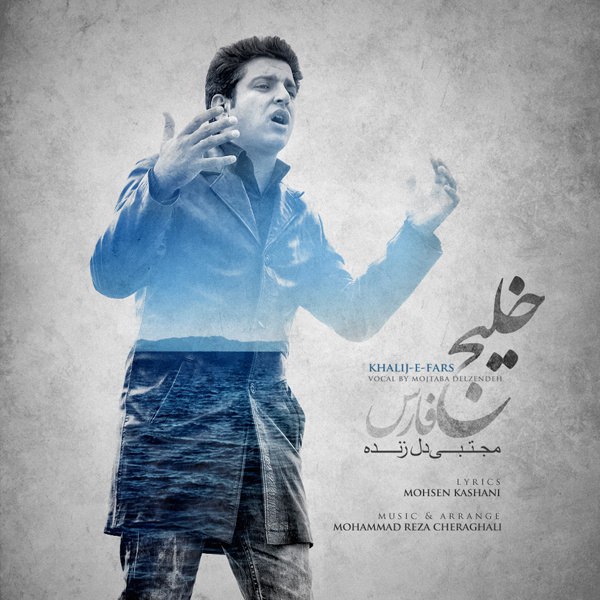 خلیج
KHALIJ-E-FARS
VOCAL BY MOJTABA DELZENDEH
فارس
مجتبی دل زنده
LYRICS
MOHSEN KASHANI
MUSIC & ARRANGE
MOHAMMAD REZA CHERAGHALI